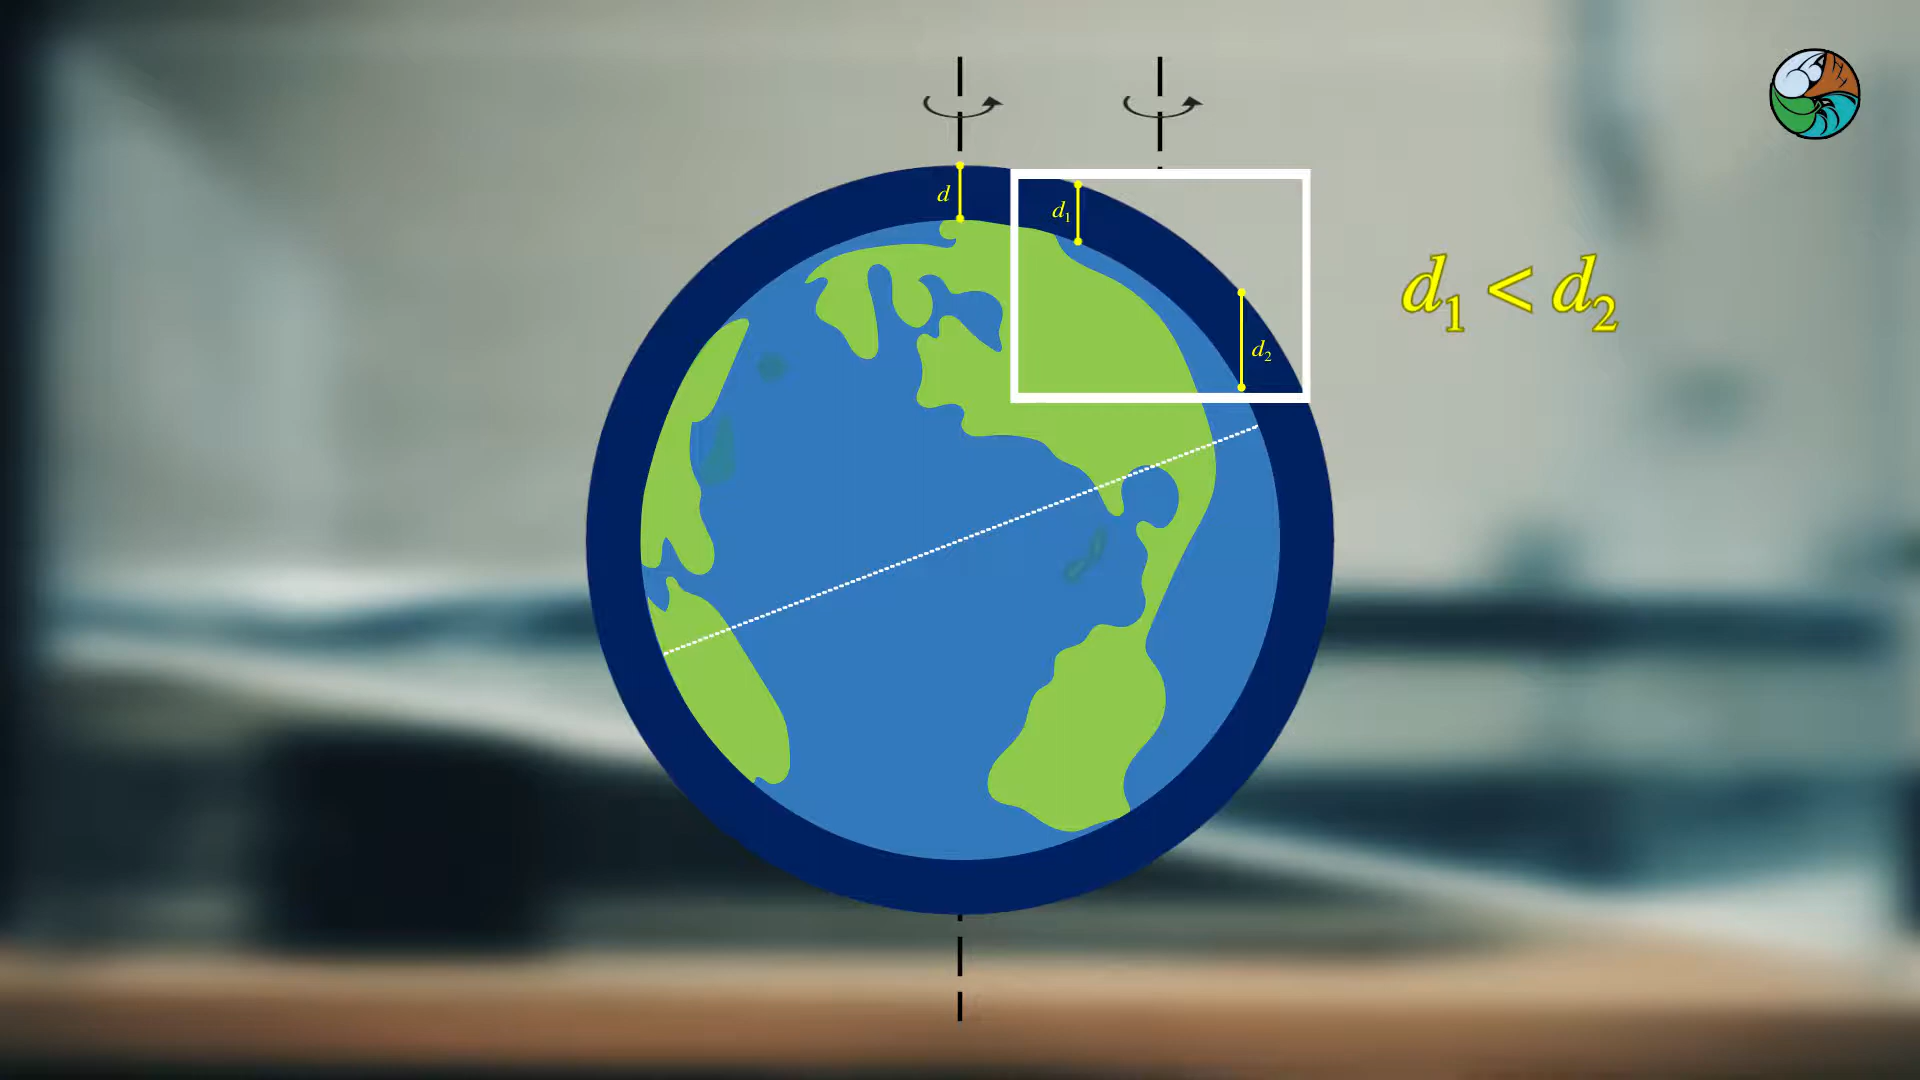 d
d₁
d₂
d₁ < d₂